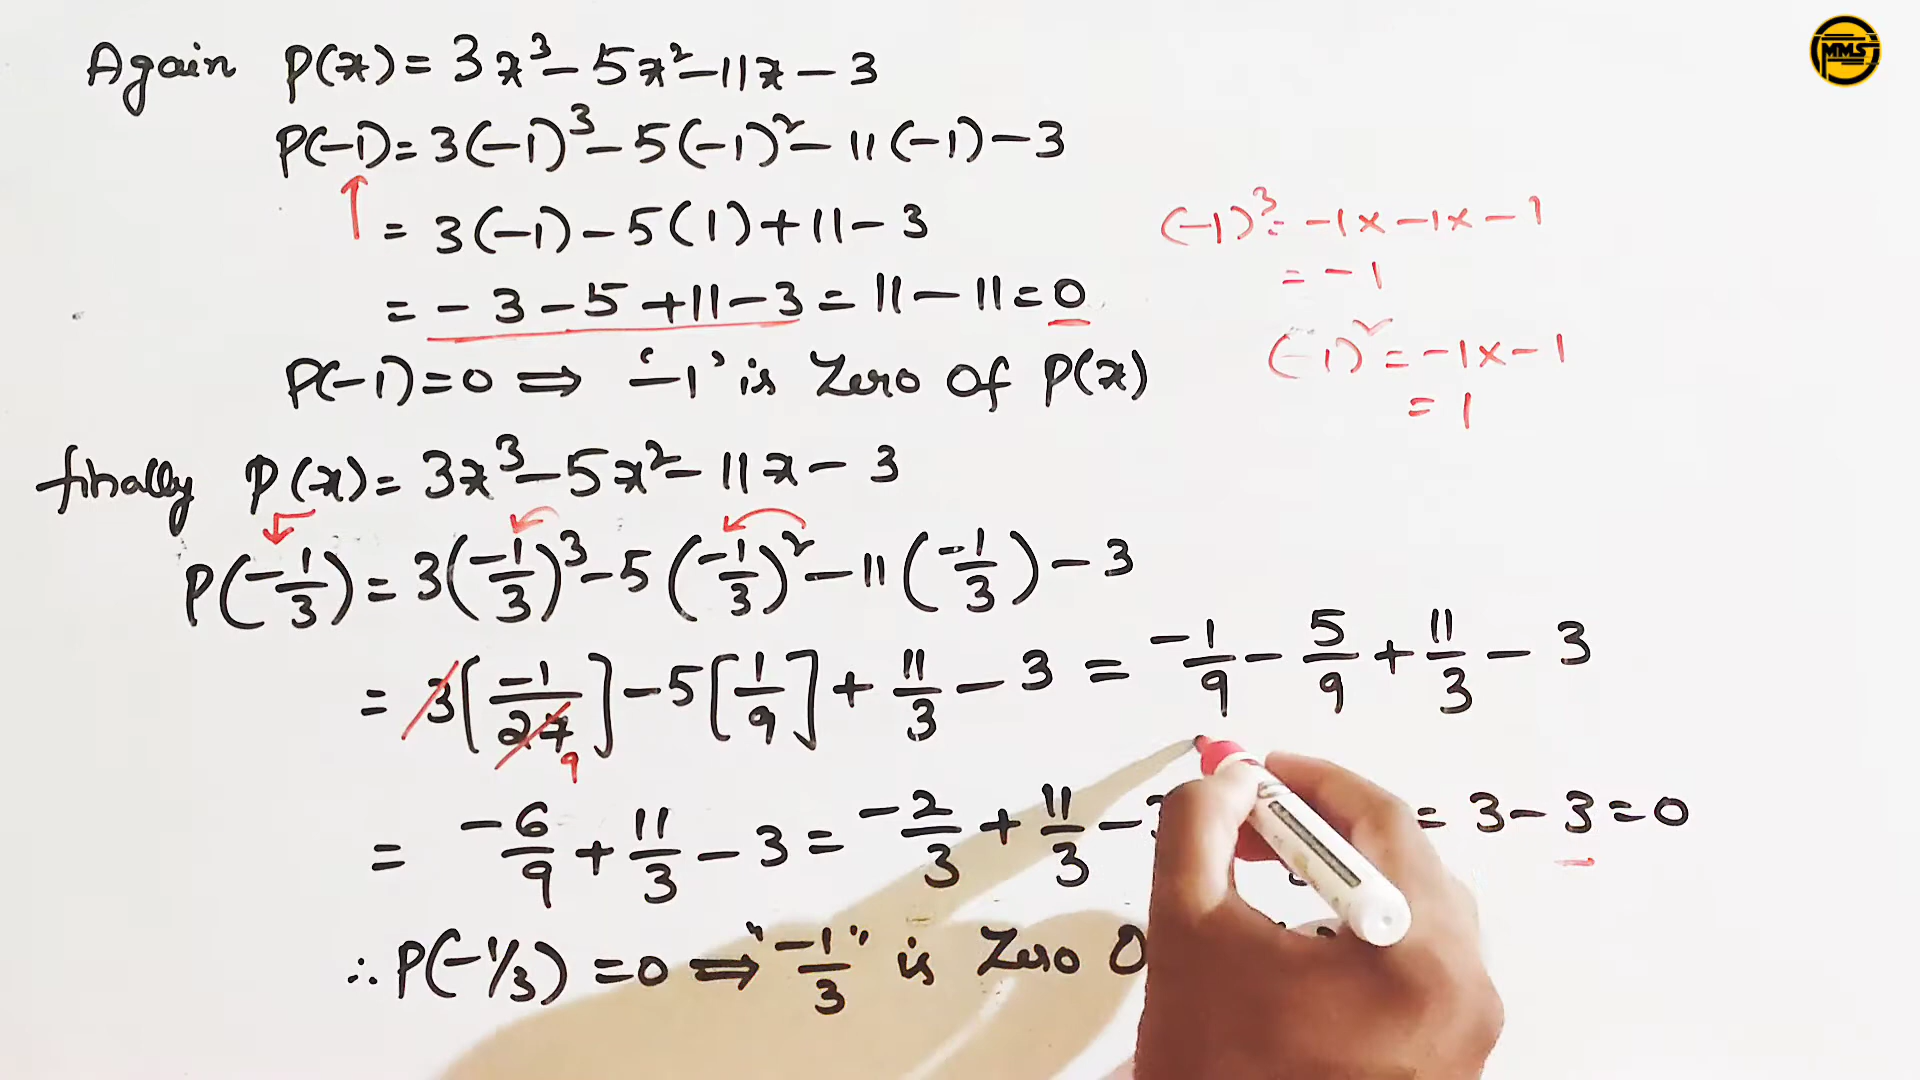 MMS
Again P(x) = 3x³ - 5x² - 11x - 3
P(-1) = 3(-1)³ - 5(-1)² - 11(-1) - 3
= 3(-1) - 5(1) + 11 - 3
(-1)³ = -1x -1x -1
= -1
= -3 - 5 + 11 - 3 = 11 - 11 = 0
(-1)² = -1x -1
= 1
P(-1) = 0 ⇒ '-1' is Zero Of P(x)
finally P(x) = 3x³ - 5x² - 11x - 3
P(-1/3) = 3(-1/3)³ - 5(-1/3)² - 11(-1/3) - 3
= 3[-1/27] - 5[1/9] + 11/3 - 3 = -1/9 - 5/9 + 11/3 - 3
9
= -6/9 + 11/3 - 3 = -2/3 + 11/3 - = 3 - 3 = 0
∴ P(-1/3) = 0 ⇒ "-1/3" is Zero